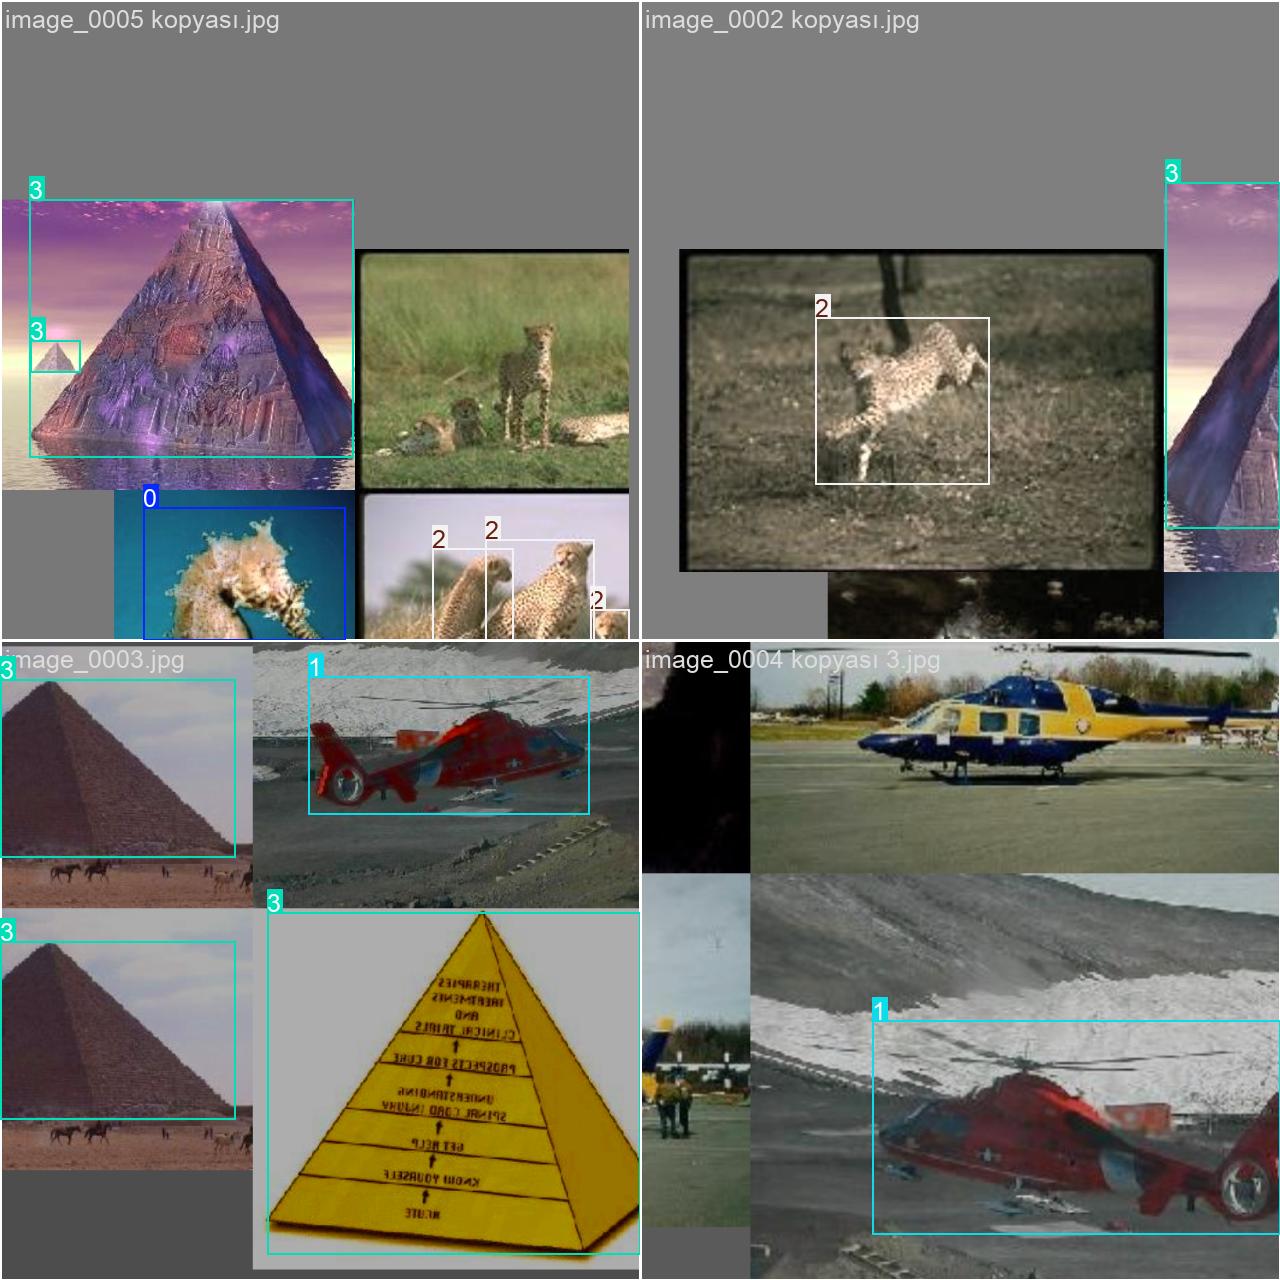 image_0005 kopyası.jpg
image_0002 kopyası.jpg
3
3
3
2
0
2
2
2
image_0003.jpg
image_0004 kopyası 3.jpg
3
1
3
3
1
THERAPIES
TREATMENTS
AND
CLINICAL TRIALS
PROSPECTS FOR CURE
UNDERSTANDING
SPINAL CORD INJURY
GET HELP
KNOW YOURSELF